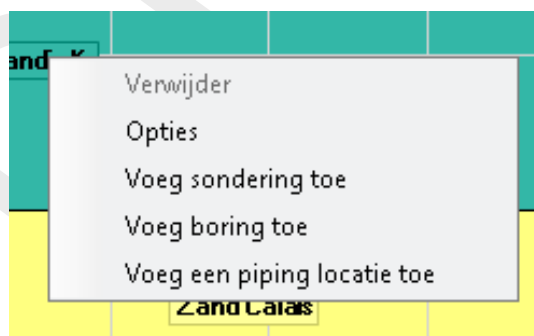 Verwijder
Opties
Voeg sondering toe
Voeg boring toe
Voeg een piping locatie toe
Zand Calais